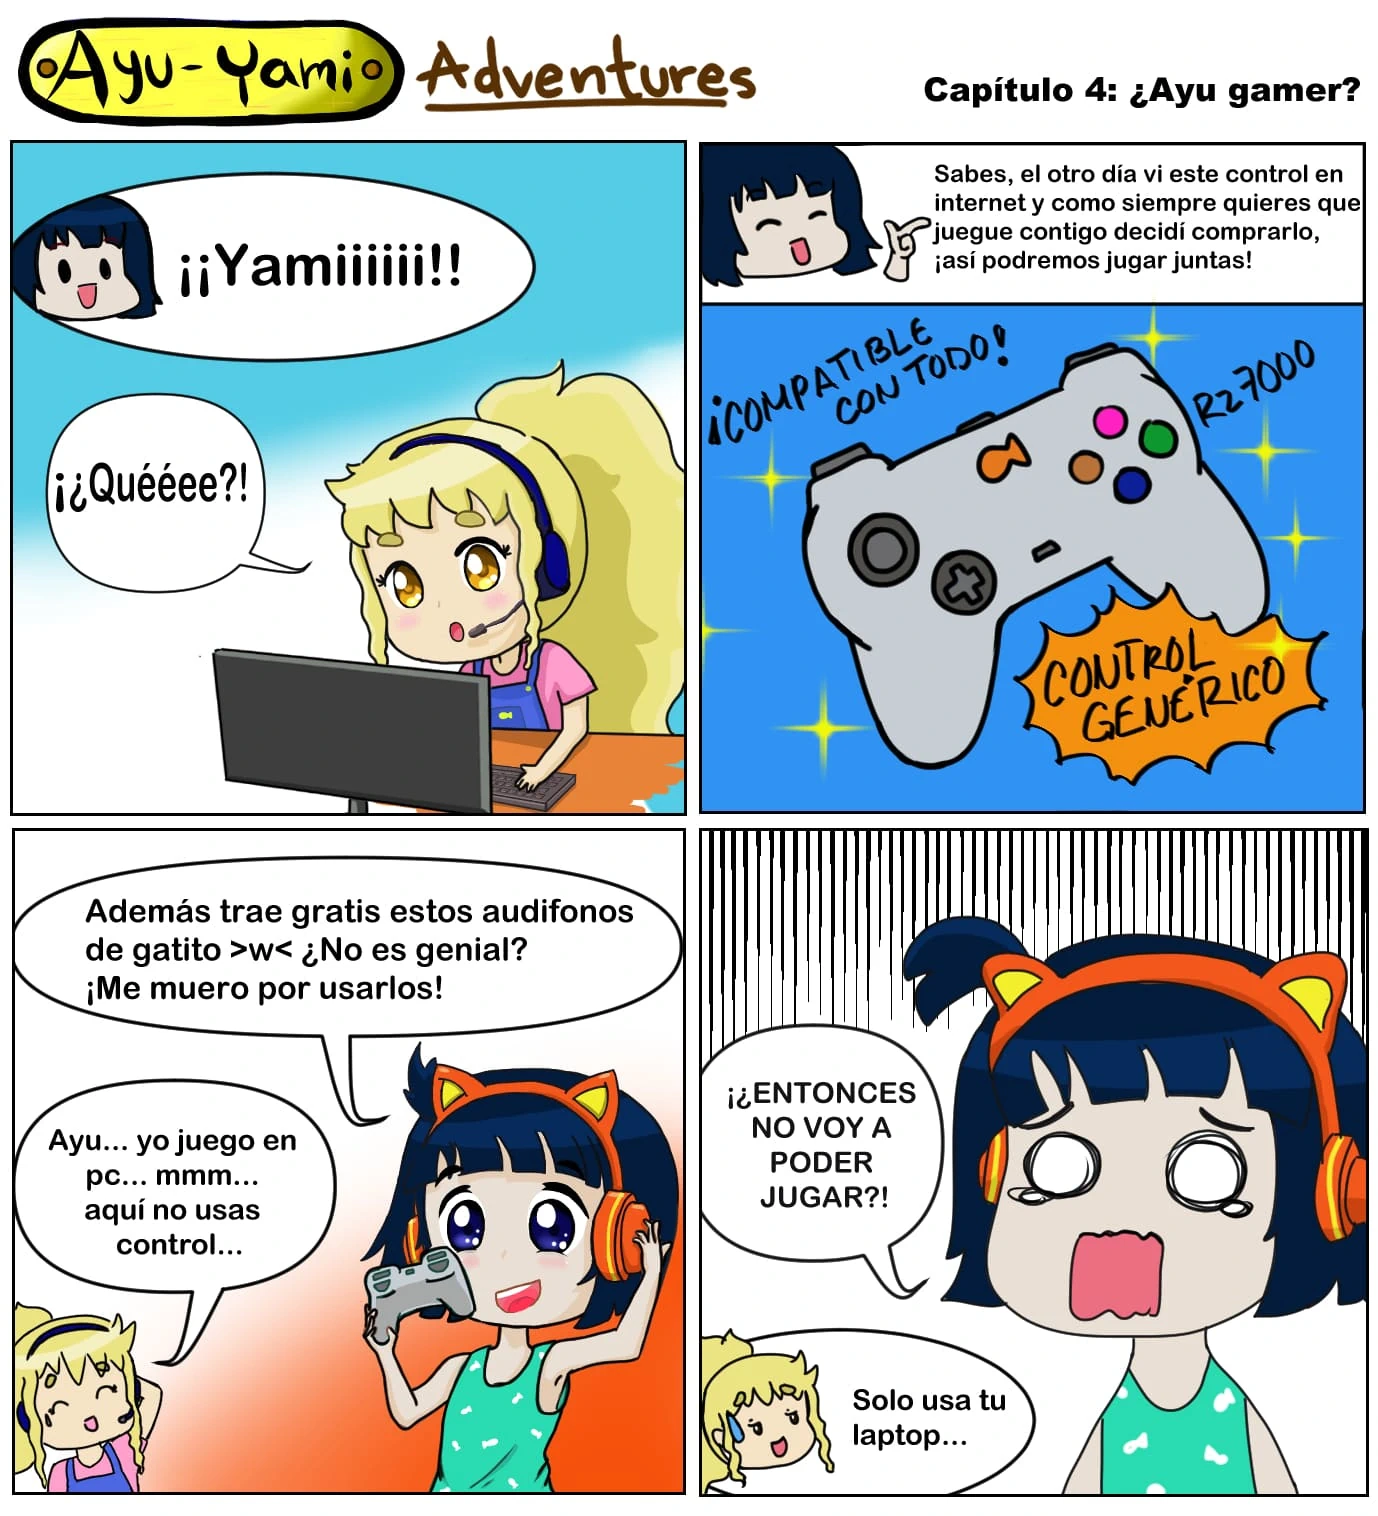 Ayu-Yami Adventures
Capítulo 4: ¿Ayu gamer?
¡¡Yamiiiiiii!!
¡¿Quééee?!
Sabes, el otro día vi este control en
internet y como siempre quieres que
juegue contigo decidí comprarlo,
¡así podremos jugar juntas!
¡COMPATIBLE
CON TODO!
RZ7000
CONTROL
GENÉRICO
Además trae gratis estos audifonos
de gatito >w< ¿No es genial?
¡Me muero por usarlos!
Ayu... yo juego en
pc... mmm...
aquí no usas
control...
¡¿ENTONCES
NO VOY A
PODER
JUGAR?!
Solo usa tu
laptop...